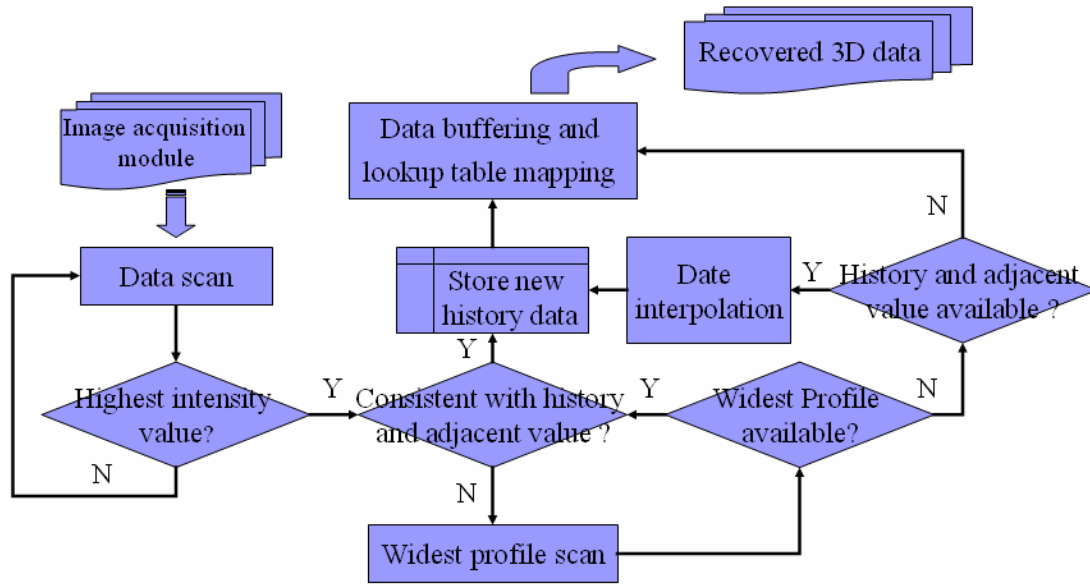 Recovered 3D data
Image acquisition
module
Data buffering and
lookup table mapping
N
Data scan
Store new
history data
Date
interpolation
Y
History and adjacent
value available ?
Y
Highest intensity
value?
Y
Consistent with history
and adjacent value ?
Y
Widest Profile
available?
N
N
N
Widest profile scan